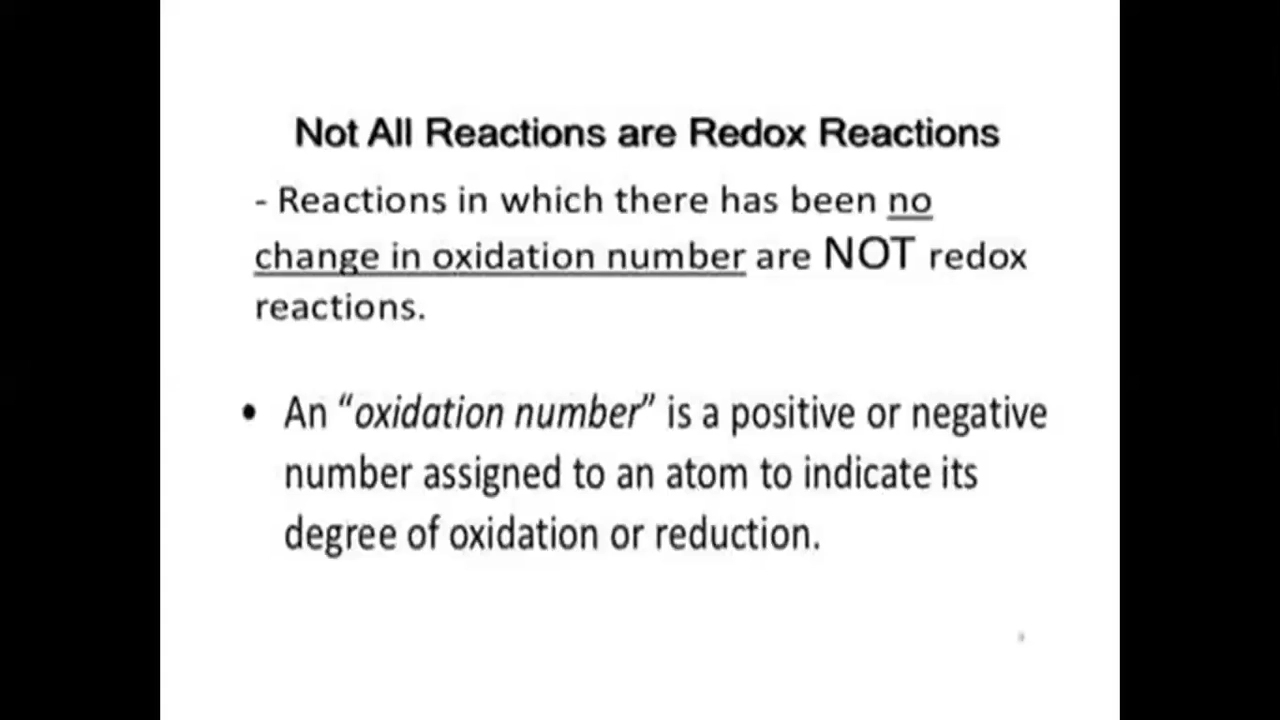 Not All Reactions are Redox Reactions
- Reactions in which there has been no
change in oxidation number are NOT redox
reactions.
• An “oxidation number” is a positive or negative
number assigned to an atom to indicate its
degree of oxidation or reduction.